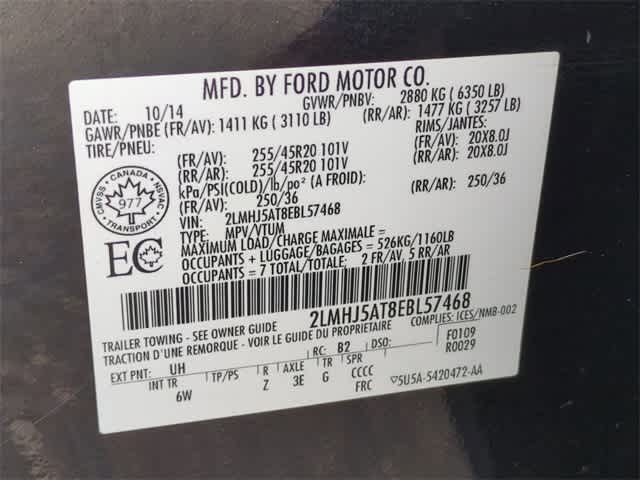 MFD. BY FORD MOTOR CO.
DATE: 10/14 GVWR/PNBV: 2880 KG ( 6350 LB)
GAWR/PNBE (FR/AV): 1411 KG ( 3110 LB) (RR/AR): 1477 KG ( 3257 LB)
TIRE/PNEU: RIMS/JANTES:
(FR/AV): 255/45R20 101V (FR/AV): 20X8.0J
(RR/AR): 255/45R20 101V (RR/AR): 20X8.0J
kPa/PSI(COLD)/lb/po² (A FROID):
(FR/AV): 250/36 (RR/AR): 250/36
VIN: 2LMHJ5AT8EBL57468
TYPE: MPV/VTUM
MAXIMUM LOAD/CHARGE MAXIMALE =
OCCUPANTS + LUGGAGE/BAGAGES = 526KG/1160LB
OCCUPANTS = 7 TOTAL/TOTALE: 2 FR/AV, 5 RR/AR
CMVSS · CANADA · NSVAC
977
TRANSPORT
EC
2LMHJ5AT8EBL57468
TRAILER TOWING - SEE OWNER GUIDE COMPLIES: ICES/NMB-002
TRACTION D'UNE REMORQUE - VOIR LE GUIDE DU PROPRIETAIRE
EXT PNT: UH RC: B2 DSO: F0109
R0029
INT TR TP/PS R AXLE TR SPR
6W Z 3E G CCCC
FRC 5U5A-5420472-AA